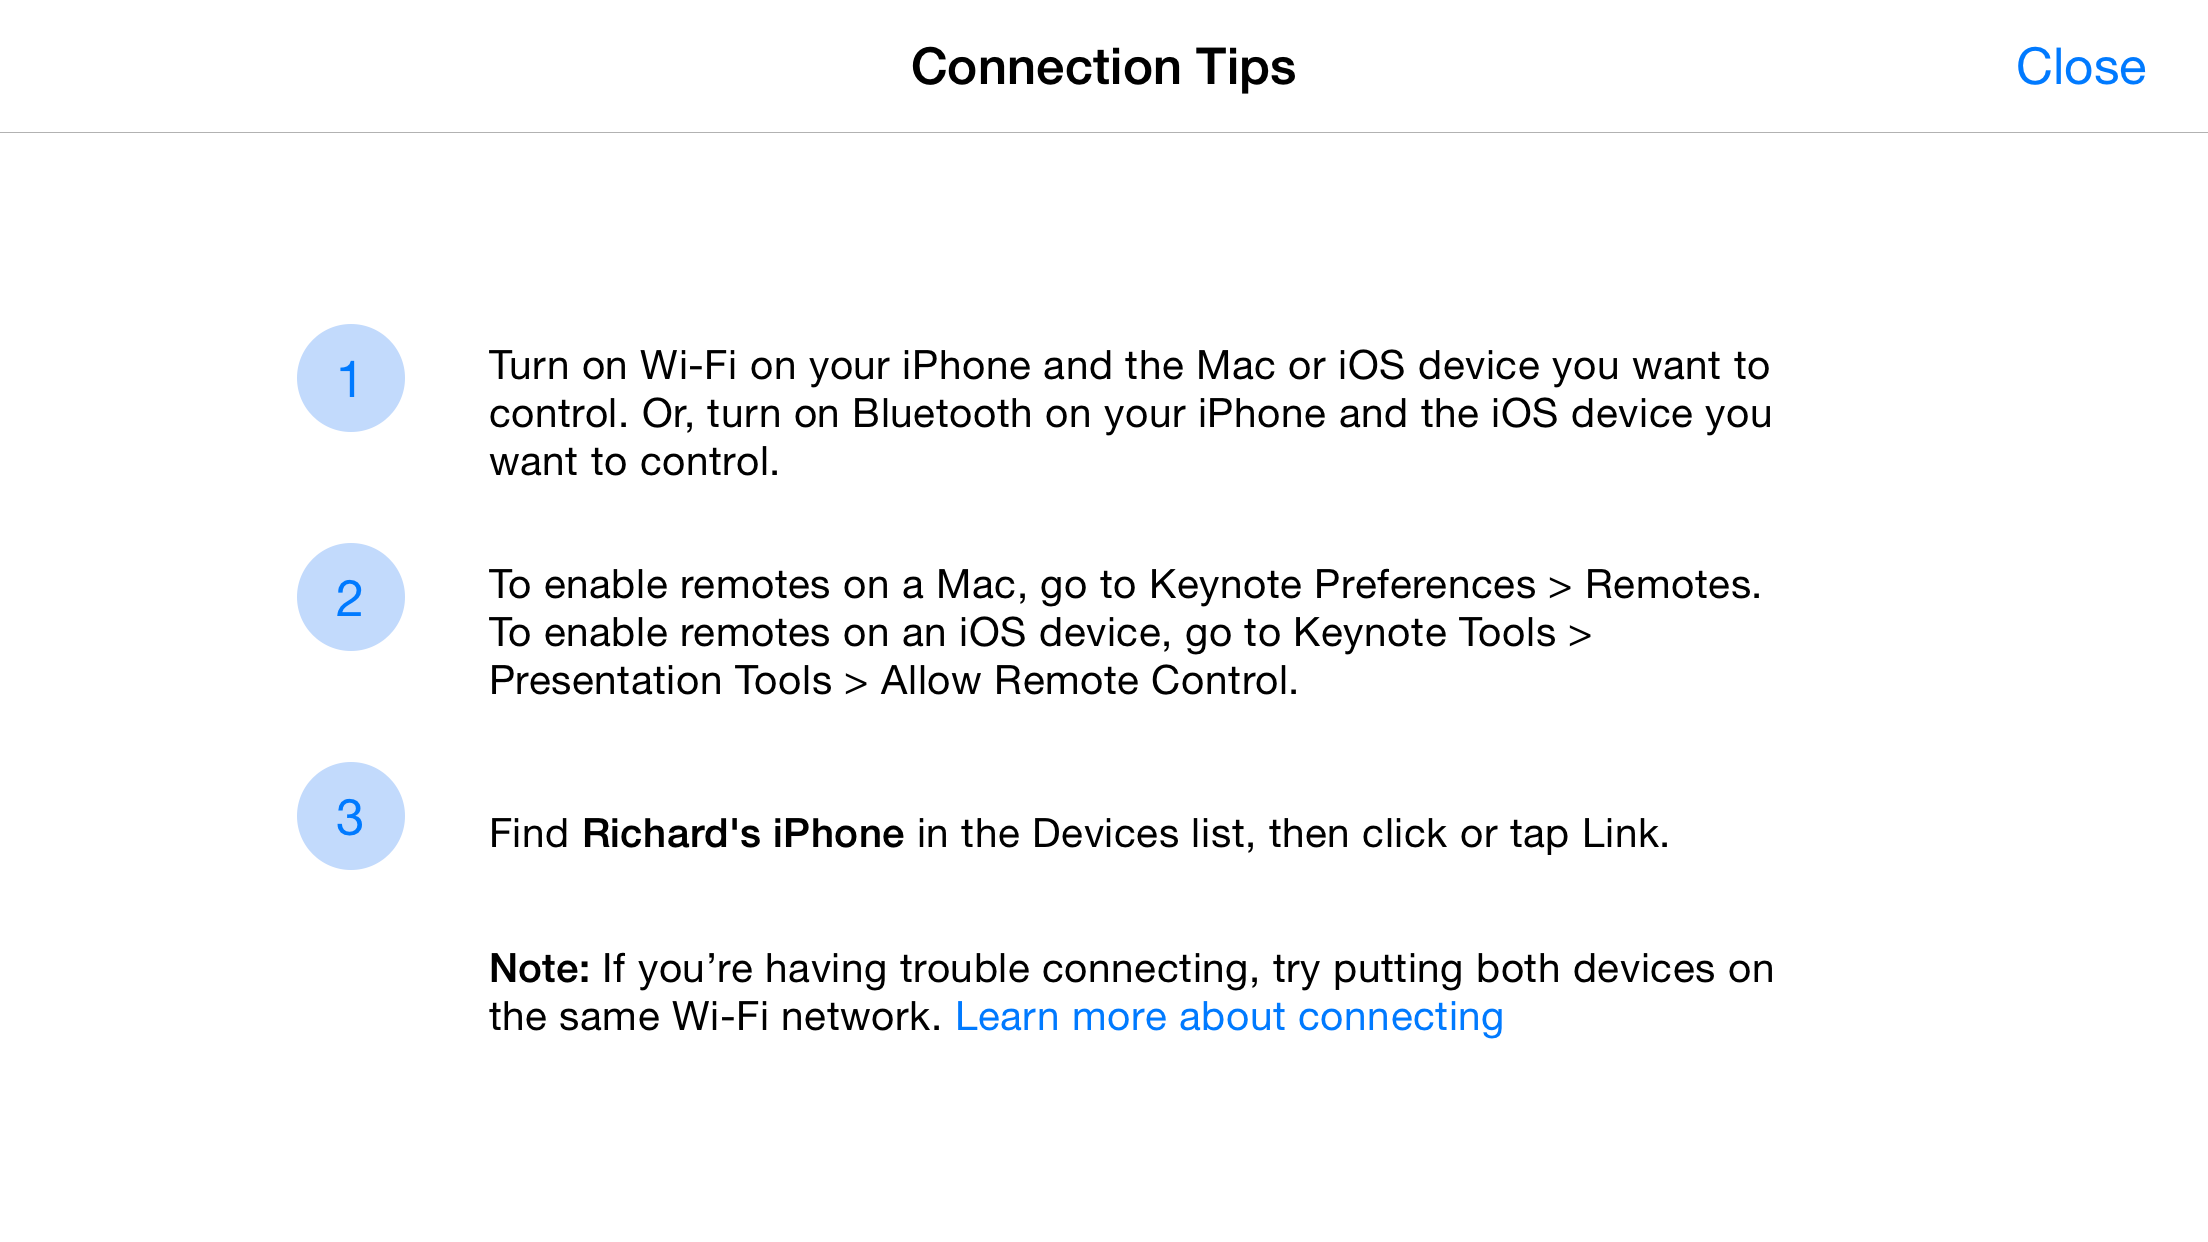 Connection Tips
Close
1
Turn on Wi-Fi on your iPhone and the Mac or iOS device you want to
control. Or, turn on Bluetooth on your iPhone and the iOS device you
want to control.
2
To enable remotes on a Mac, go to Keynote Preferences > Remotes.
To enable remotes on an iOS device, go to Keynote Tools >
Presentation Tools > Allow Remote Control.
3
Find Richard's iPhone in the Devices list, then click or tap Link.
Note: If you’re having trouble connecting, try putting both devices on
the same Wi-Fi network. Learn more about connecting